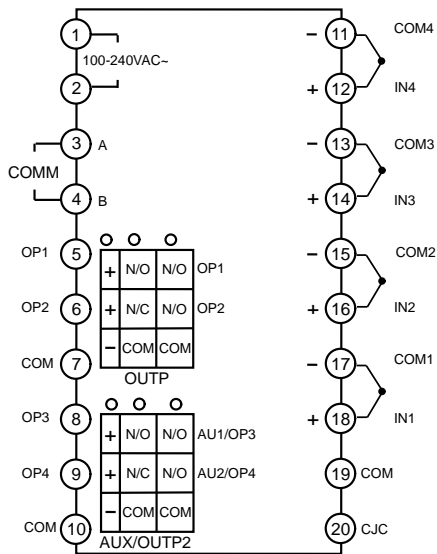 1 - 11 COM4
100-240VAC~
2 + 12 IN4
3 A - 13 COM3
COMM
4 B + 14 IN3
OP1 5 + N/O N/O OP1 - 15 COM2
OP2 6 + N/C N/O OP2 + 16 IN2
COM 7 - COM COM - 17 COM1
OUTP
OP3 8 + N/O N/O AU1/OP3 + 18 IN1
OP4 9 + N/C N/O AU2/OP4 19 COM
COM 10 - COM COM 20 CJC
AUX/OUTP2